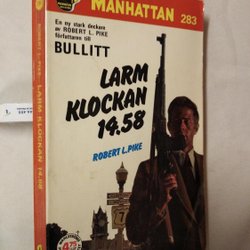 MANHATTAN
283
En ny stark deckare
av ROBERT L. PIKE
författaren till
BULLITT
LARM
KLOCKAN
14.58
ROBERT L. PIKE
7
ROBERT L. PIKE
LARM KLOCKAN 14.58